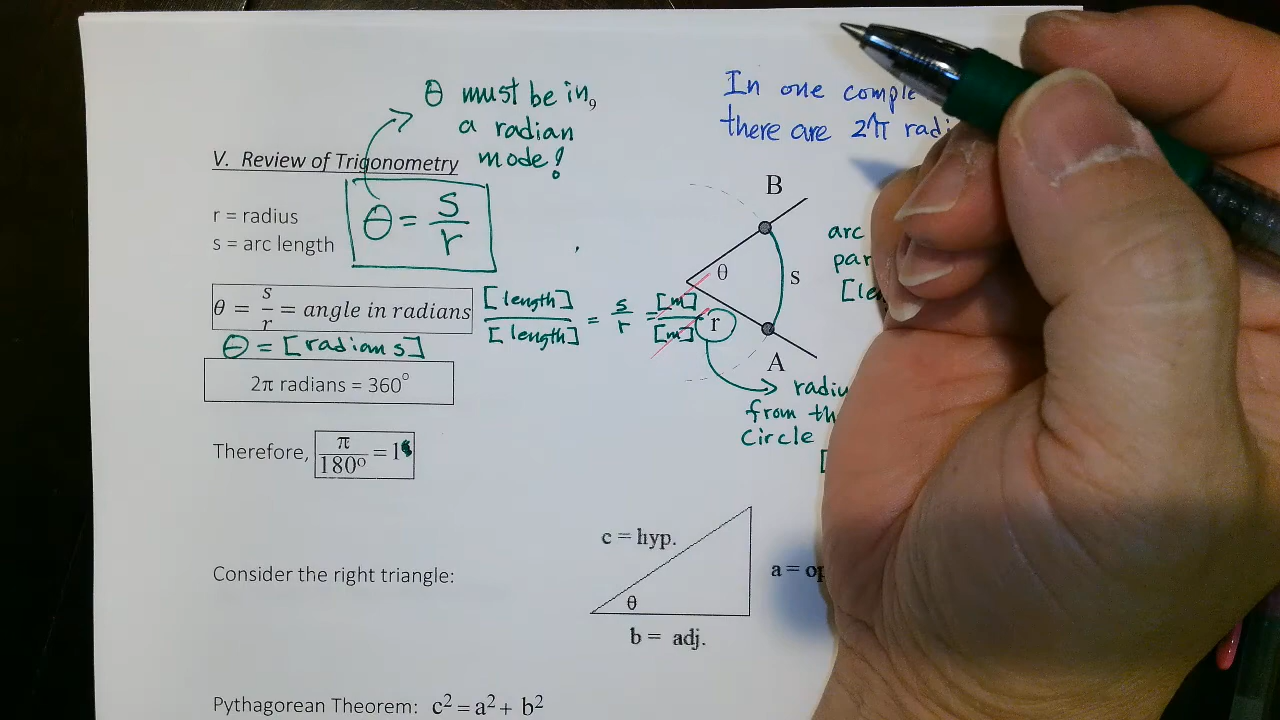 θ must be in
a radian
mode!
In one comple
there are 2π radi
V. Review of Trigonometry
r = radius
s = arc length
θ = s/r
B
θ
s
r
A
arc
par
[le
θ = s/r = angle in radians
[length]/[length] = s/r = [m]/[m]
θ = [radians]
2π radians = 360°
radiu
from th
Circle
[
Therefore, π/180° = 1
c = hyp.
Consider the right triangle:
θ
a = op
b = adj.
Pythagorean Theorem: c² = a² + b²